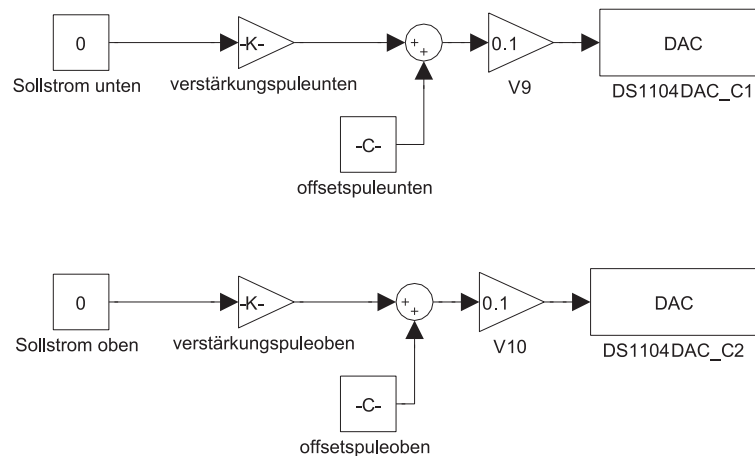 0
Sollstrom unten
-K-
verstärkungspuleunten
+
+
0.1
V9
DAC
DS1104DAC_C1
-C-
offsetspuleunten
0
Sollstrom oben
-K-
verstärkungspuleoben
+
+
0.1
V10
DAC
DS1104DAC_C2
-C-
offsetspuleoben